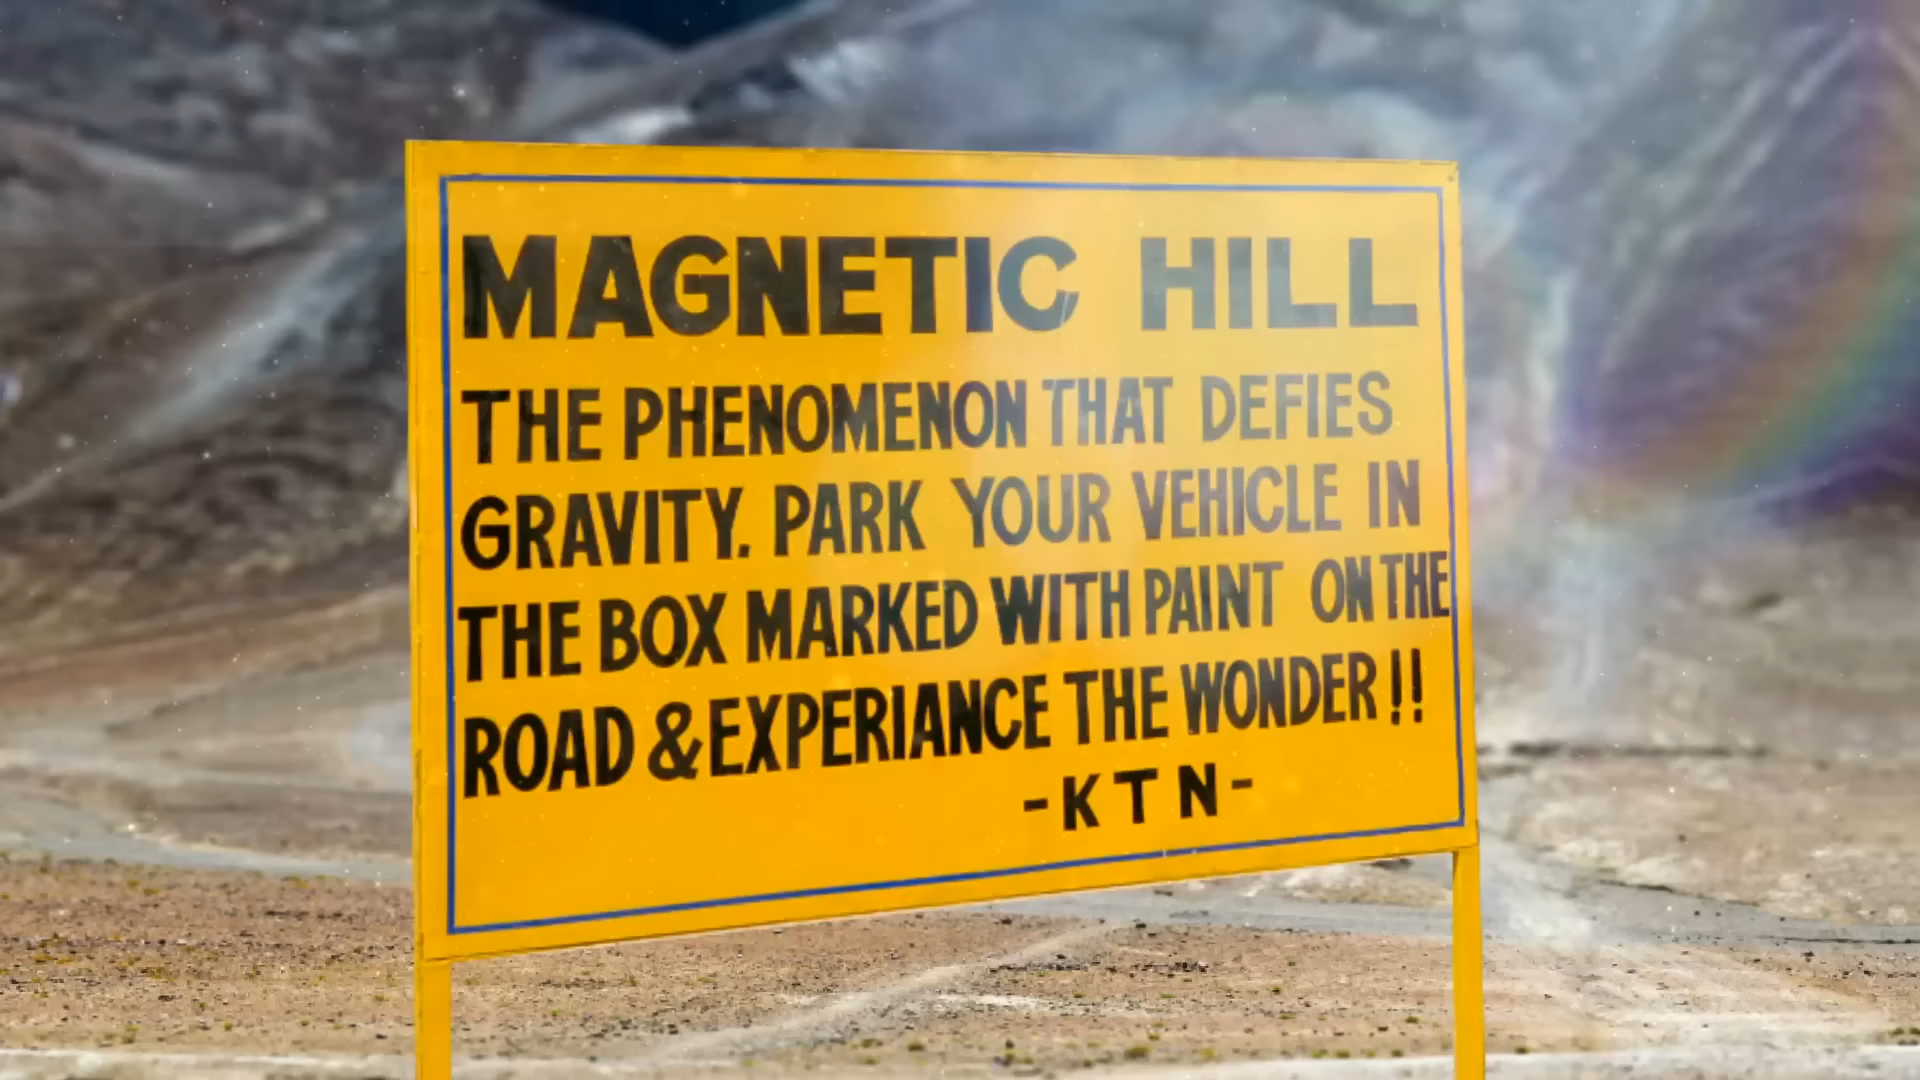 MAGNETIC HILL
THE PHENOMENON THAT DEFIES
GRAVITY. PARK YOUR VEHICLE IN
THE BOX MARKED WITH PAINT ON THE
ROAD & EXPERIANCE THE WONDER!!
-KTN-